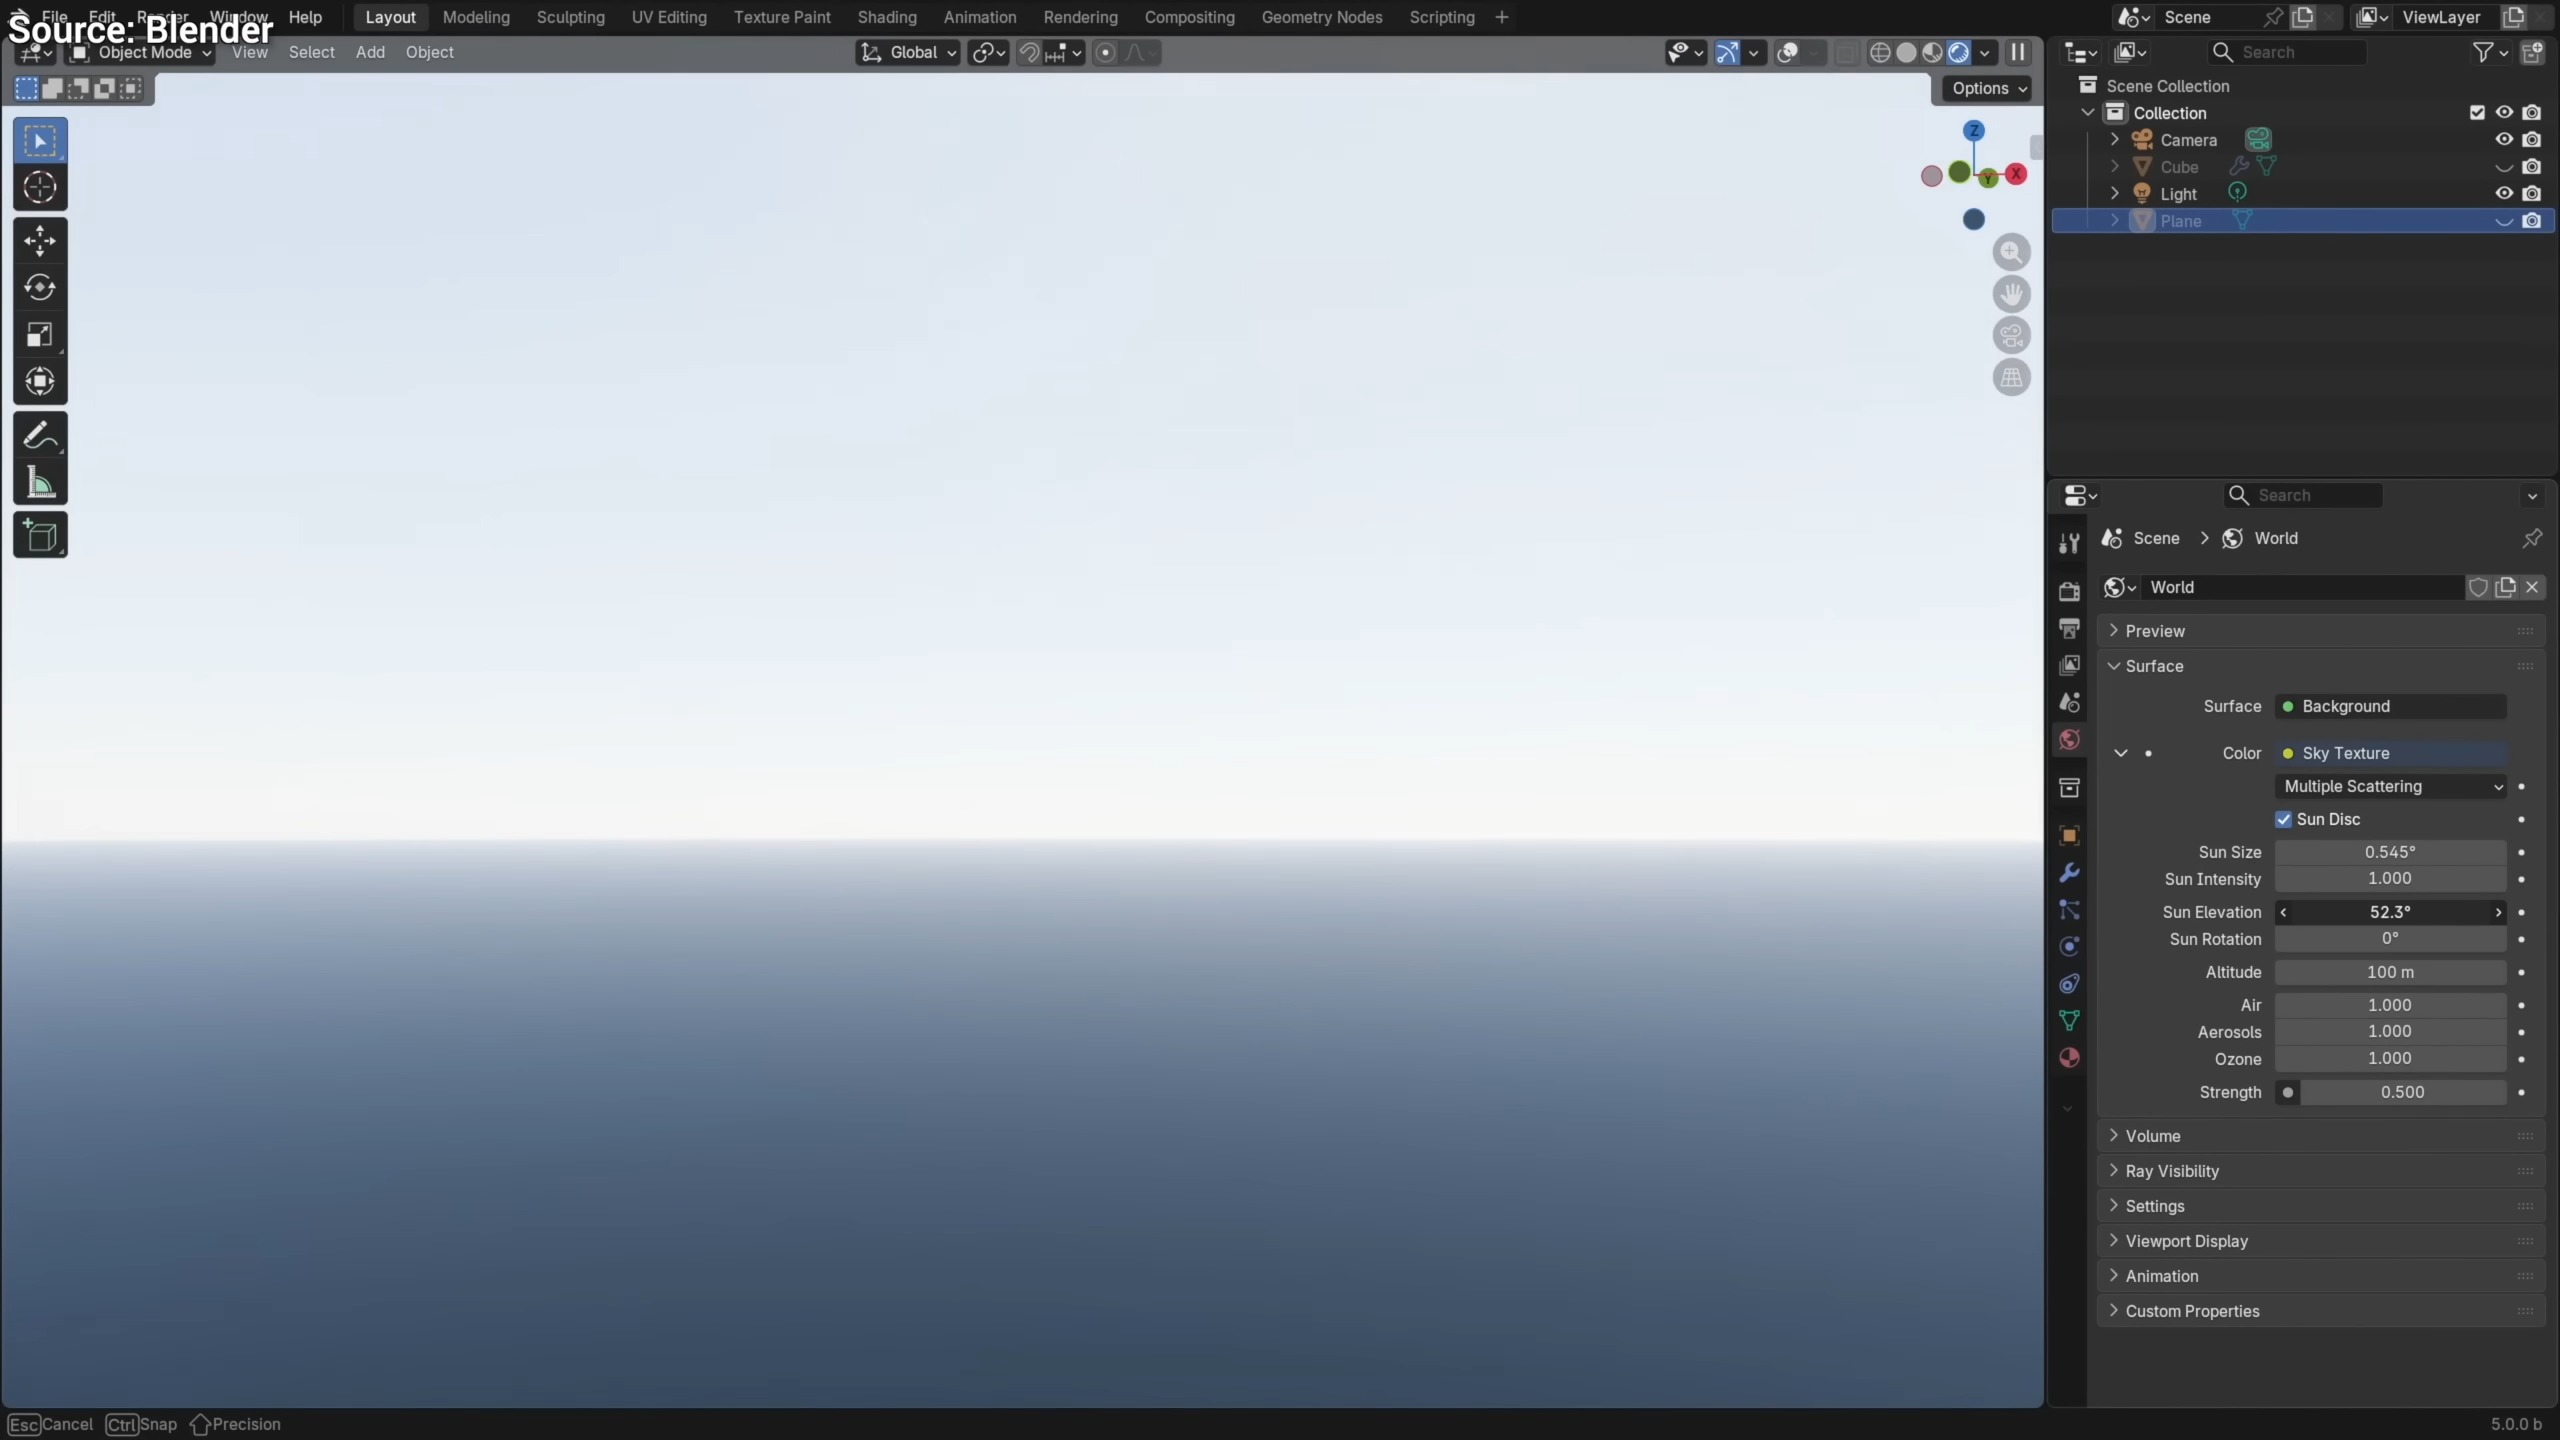 File Edit Render Window Help
Layout Modeling Sculpting UV Editing Texture Paint Shading Animation Rendering Compositing Geometry Nodes Scripting +
Scene
ViewLayer
Source: Blender
Object Mode View Select Add Object
Global
Search
Options
Z
Y
X
Scene Collection
Collection
Camera
Cube
Light
Plane
Search
Scene > World
World
Preview
Surface
Surface Background
Color Sky Texture
Multiple Scattering
Sun Disc
Sun Size 0.545°
Sun Intensity 1.000
Sun Elevation 52.3°
Sun Rotation 0°
Altitude 100 m
Air 1.000
Aerosols 1.000
Ozone 1.000
Strength 0.500
Volume
Ray Visibility
Settings
Viewport Display
Animation
Custom Properties
Esc Cancel Ctrl Snap Precision
5.0.0 b